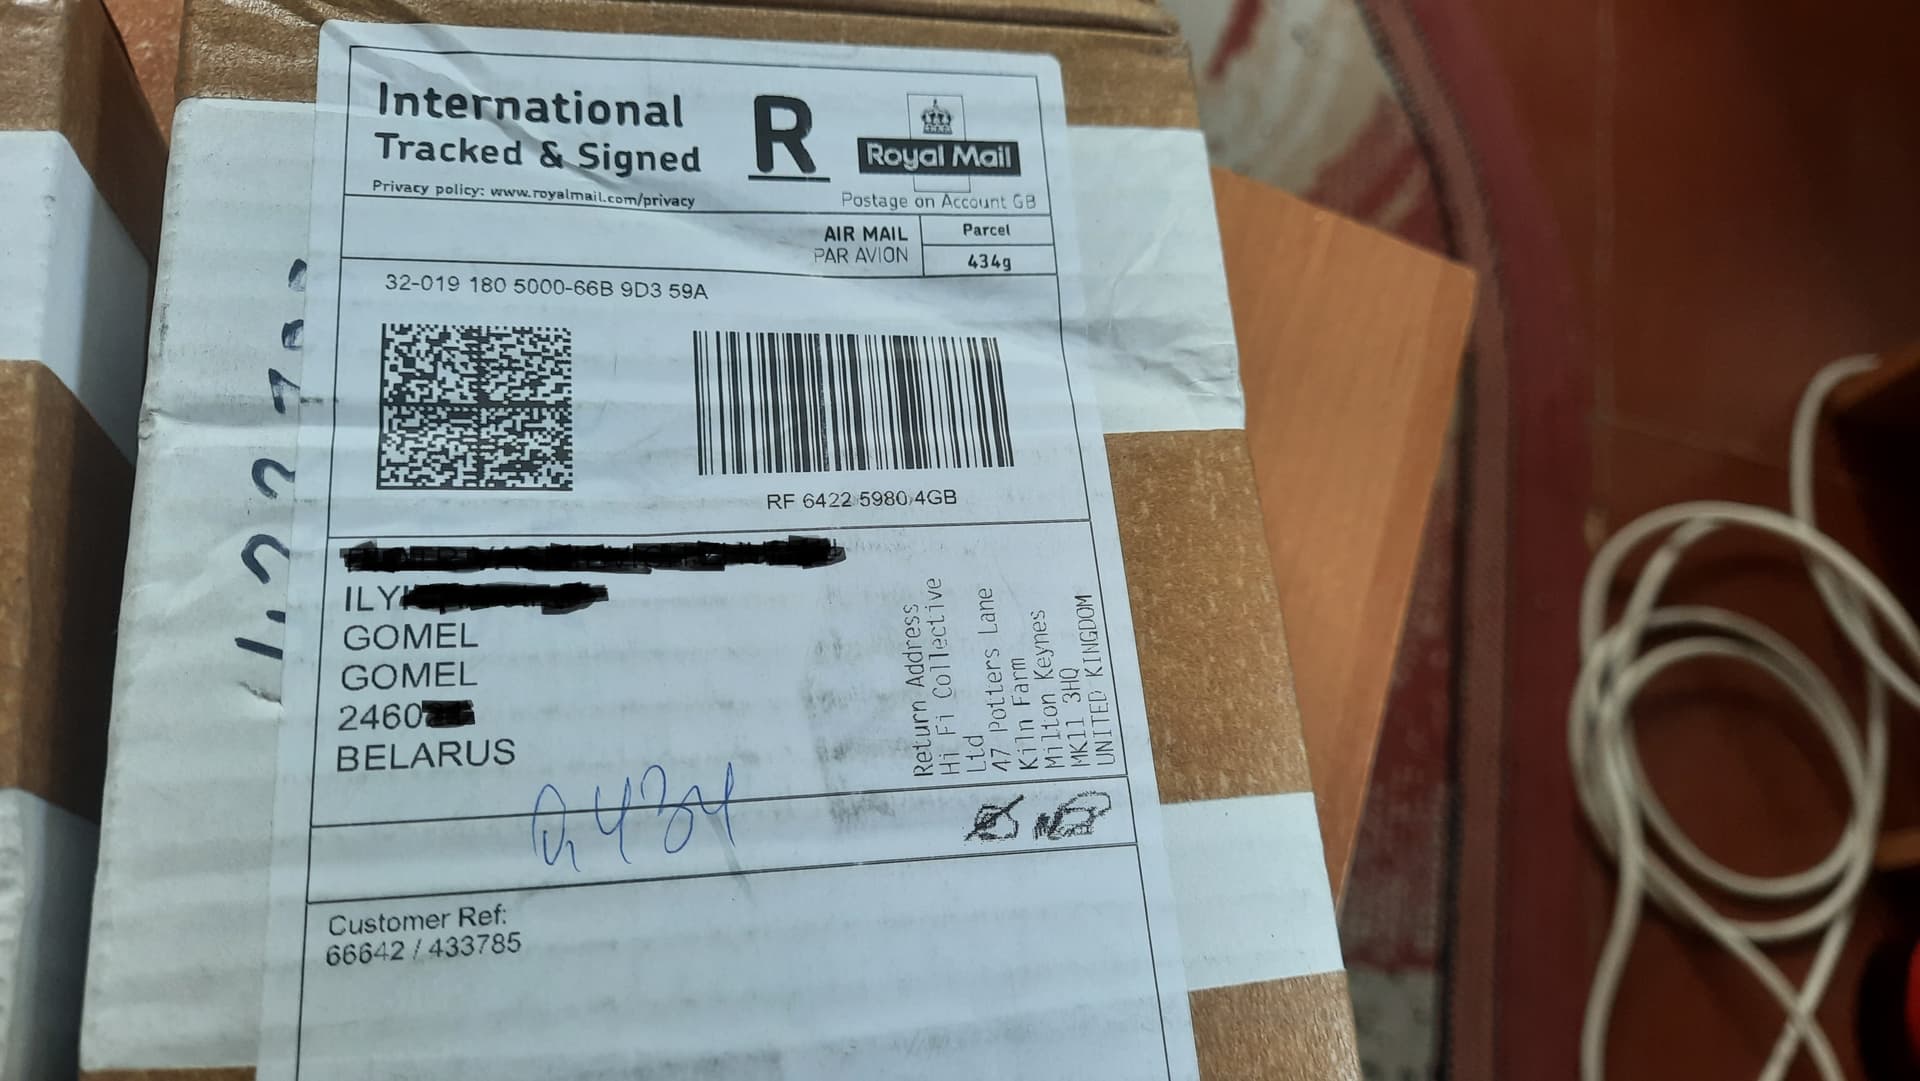 International
Tracked & Signed
R
Royal Mail
Privacy policy: www.royalmail.com/privacy
Postage on Account GB
AIR MAIL
PAR AVION
Parcel
434g
32-019 180 5000-66B 9D3 59A
RF 6422 5980 4GB
GOMEL
GOMEL
2460
BELARUS
Return Address
Hi Fi Collective
Ltd
47 Potters Lane
Kiln Farm
Milton Keynes
MK11 3HQ
UNITED KINGDOM
0,434
Customer Ref:
66642 / 433785